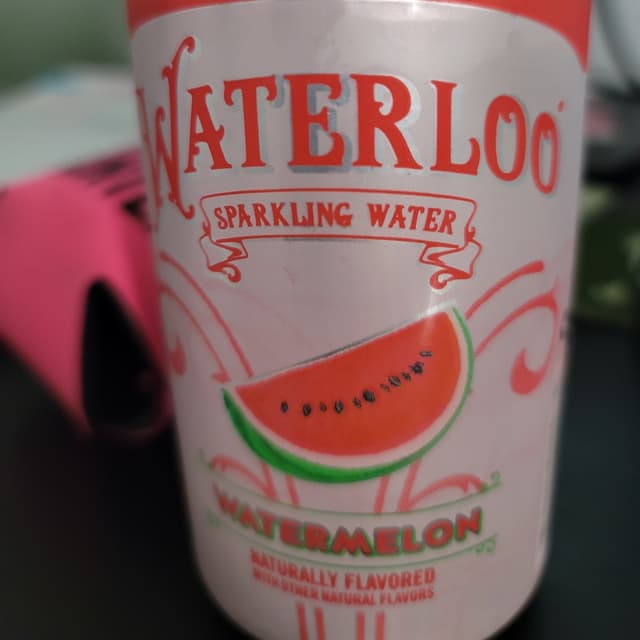 WATERLOO
SPARKLING WATER
WATERMELON
NATURALLY FLAVORED
WITH OTHER NATURAL FLAVORS